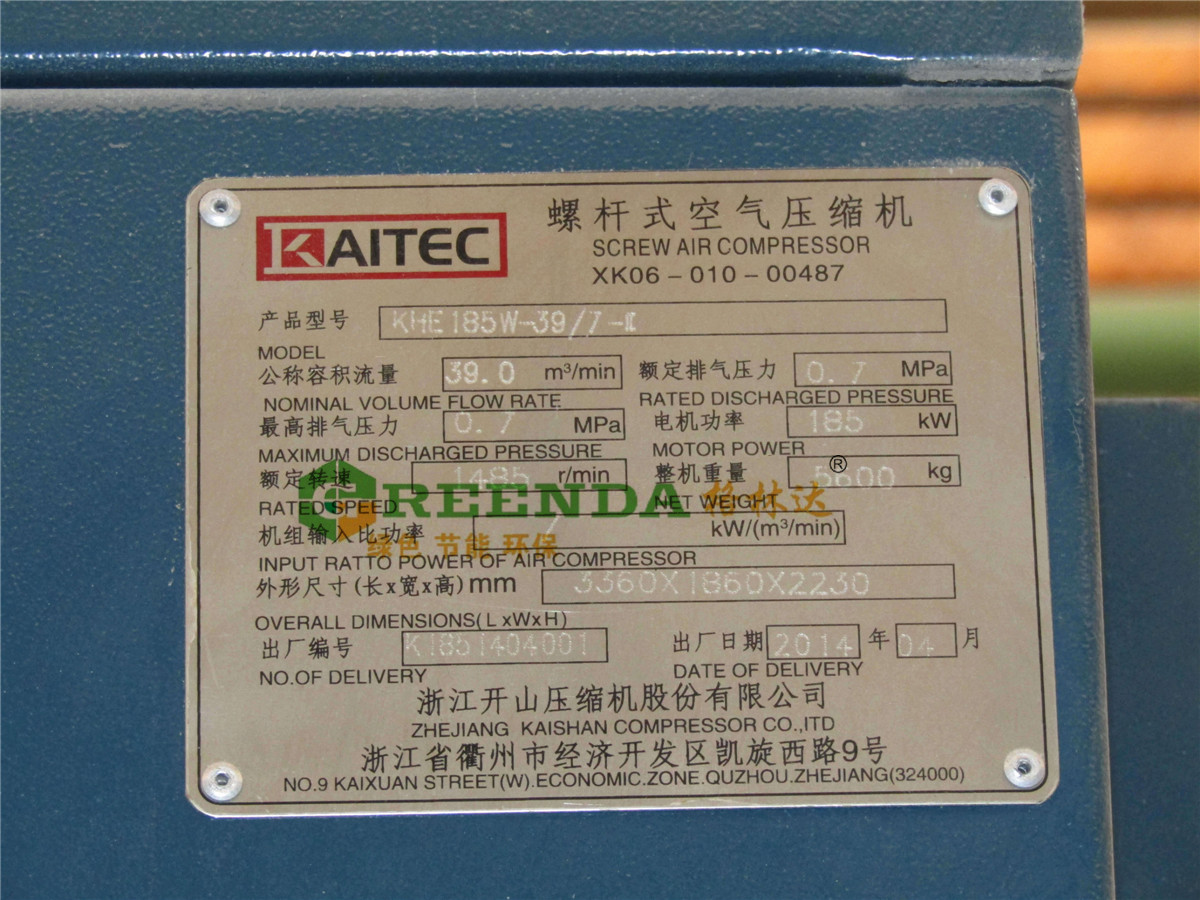 KAITEC
螺杆式空气压缩机
SCREW AIR COMPRESSOR
XK06-010-00487
产品型号 KHE185W-39/7-Ⅱ
MODEL
公称容积流量 39.0 m³/min 额定排气压力 0.7 MPa
NOMINAL VOLUME FLOW RATE RATED DISCHARGED PRESSURE
最高排气压力 0.7 MPa 电机功率 185 kW
MAXIMUM DISCHARGED PRESSURE MOTOR POWER
额定转速 1485 r/min 整机重量 5600 kg
RATED SPEED NET WEIGHT
GREENDA 格林达 ®
绿色 节能 环保
机组输入比功率 / kW/(m³/min)
INPUT RATTO POWER OF AIR COMPRESSOR
外形尺寸(长x宽x高)mm 3360X1860X2230
OVERALL DIMENSIONS(L xWxH)
出厂编号 K1851404001 出厂日期 2014 年 04 月
NO.OF DELIVERY DATE OF DELIVERY
浙江开山压缩机股份有限公司
ZHEJIANG KAISHAN COMPRESSOR CO.,ITD
浙江省衢州市经济开发区凯旋西路9号
NO.9 KAIXUAN STREET(W).ECONOMIC.ZONE.QUZHOU.ZHEJIANG(324000)